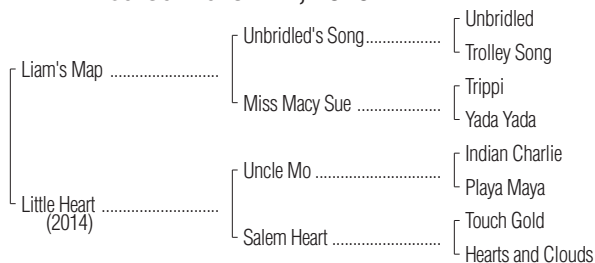 Unbridled
Unbridled's Song
Trolley Song
Liam's Map
Trippi
Miss Macy Sue
Yada Yada
Indian Charlie
Uncle Mo
Playa Maya
Little Heart
(2014)
Touch Gold
Salem Heart
Hearts and Clouds